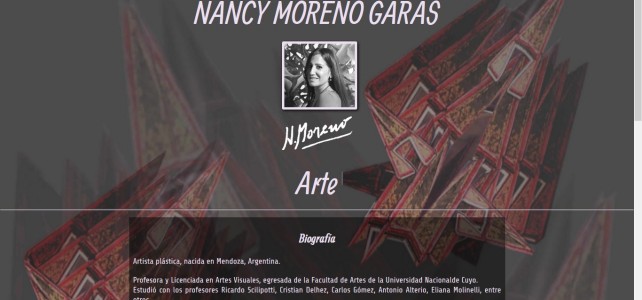 NANCY MORENO GARAS
N.Moreno
Arte
Biografía
Artista plástica, nacida en Mendoza, Argentina.
Profesora y Licenciada en Artes Visuales, egresada de la Facultad de Artes de la Universidad Nacionalde Cuyo.
Estudió con los profesores Ricardo Scilipotti, Cristian Delhez, Carlos Gómez, Antonio Alterio, Eliana Molinelli, entre
otros